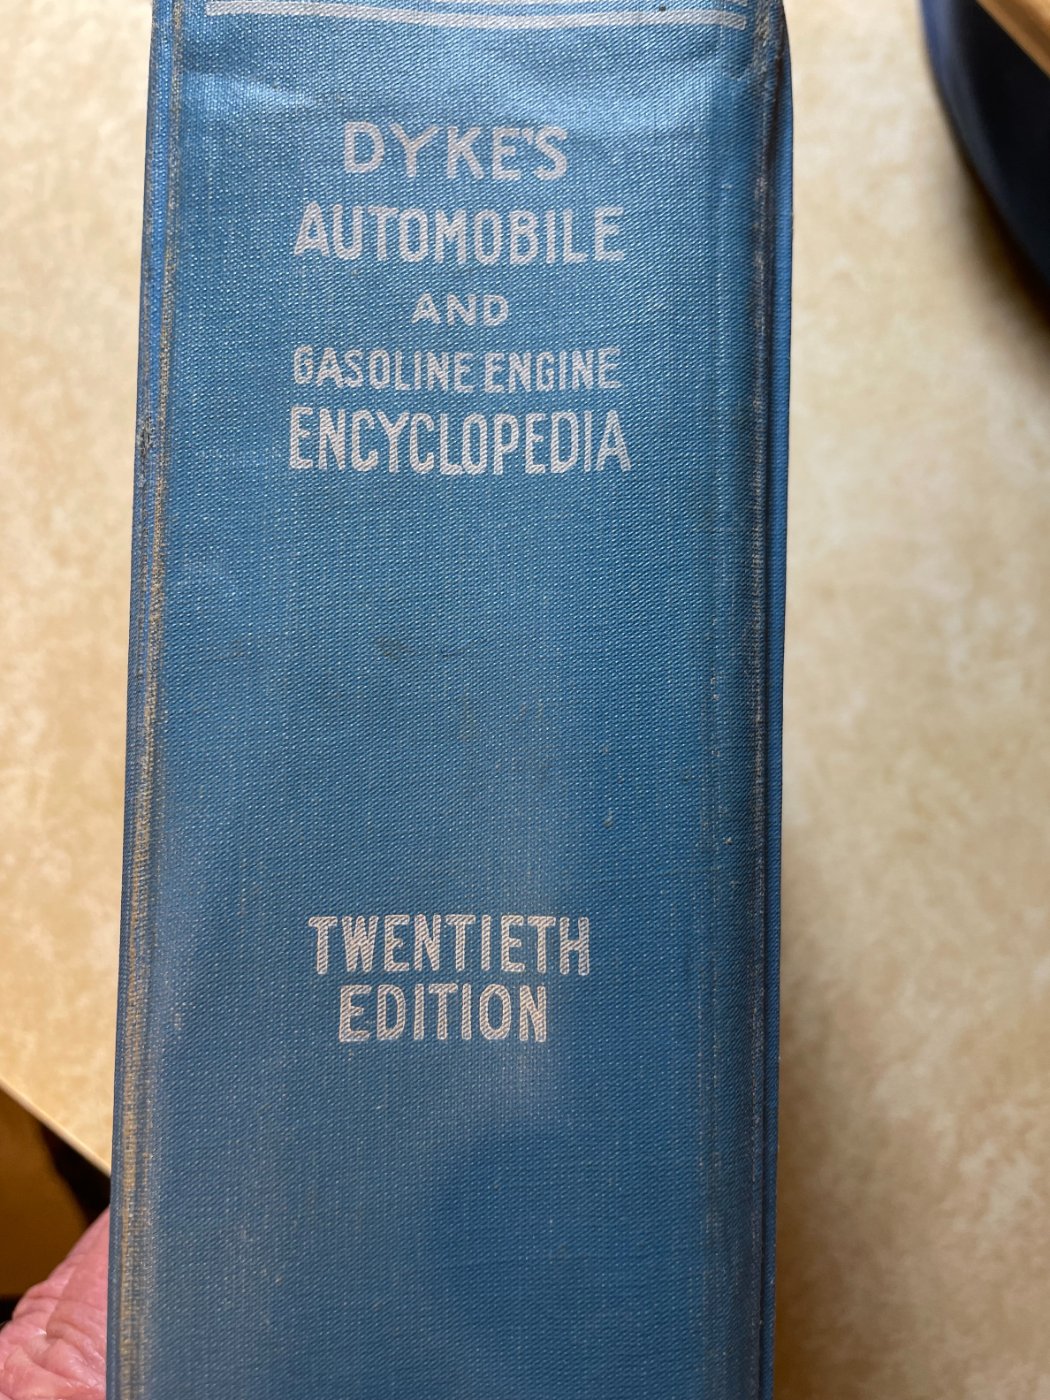 DYKE'S
AUTOMOBILE
AND
GASOLINE ENGINE
ENCYCLOPEDIA
TWENTIETH
EDITION